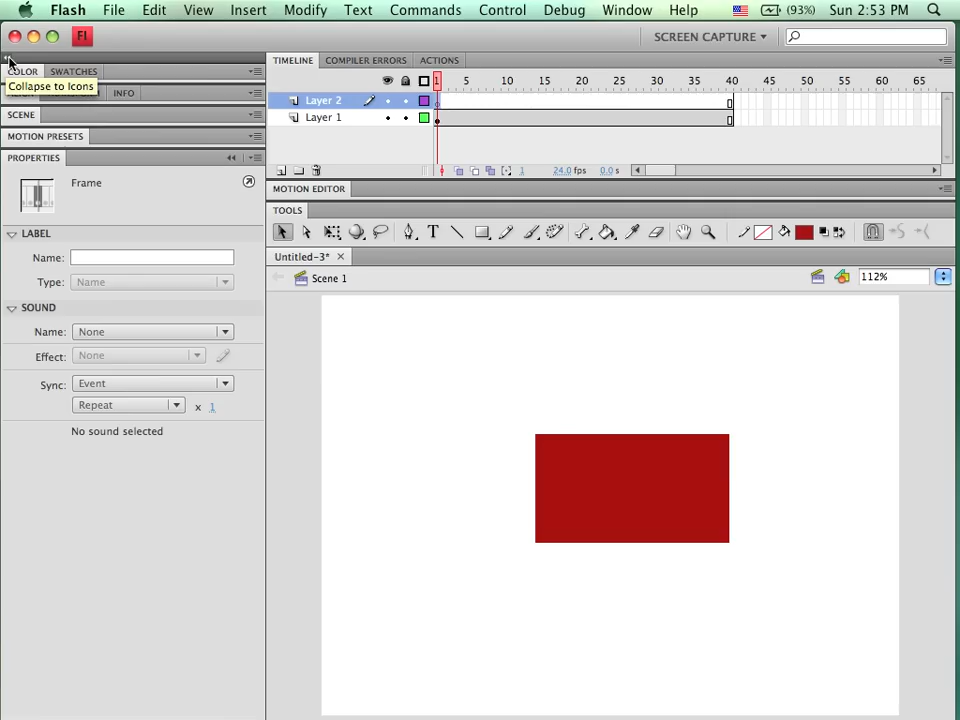 Flash File Edit View Insert Modify Text Commands Control Debug Window Help (93%) Sun 2:53 PM
Fl SCREEN CAPTURE
COLOR SWATCHES TIMELINE COMPILER ERRORS ACTIONS
Collapse to Icons
INFO
1 5 10 15 20 25 30 35 40 45 50 55 60 65
Layer 2
SCENE Layer 1
MOTION PRESETS
PROPERTIES
1 24.0 fps 0.0 s
Frame
MOTION EDITOR
TOOLS
T
LABEL
Name:
Untitled-3*
Type: Name
Scene 1 112%
SOUND
Name: None
Effect: None
Sync: Event
Repeat x 1
No sound selected